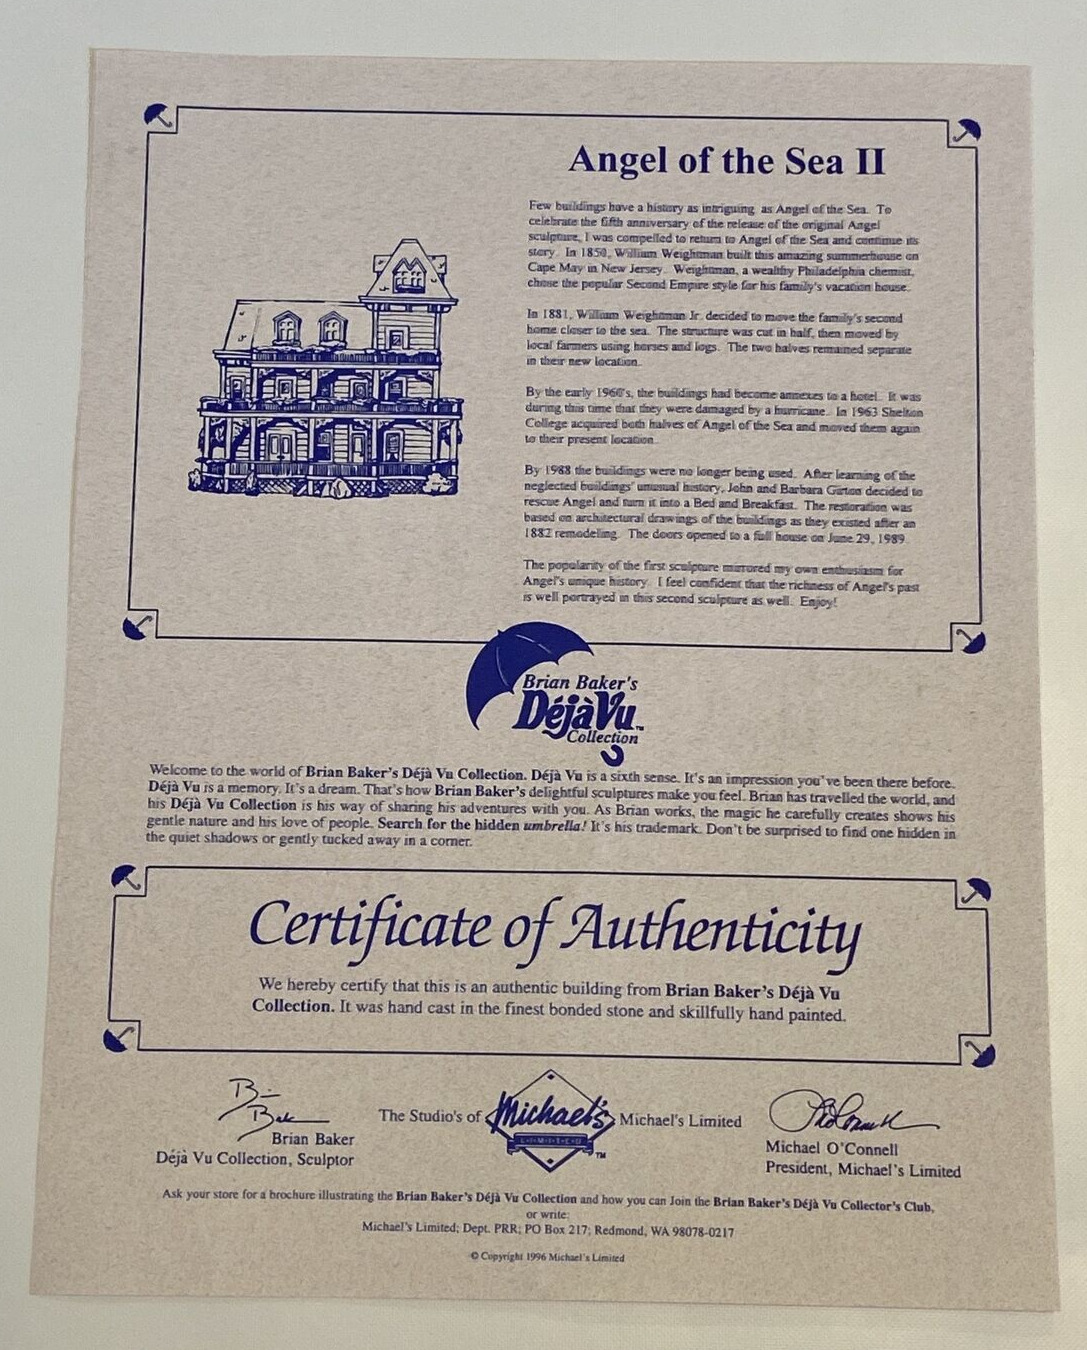 Angel of the Sea II
Few buildings have a history as intriguing as Angel of the Sea. To
celebrate the fifth anniversary of the release of the original Angel
sculpture, I was compelled to return to Angel of the Sea and continue its
story. In 1850, William Weightman built this amazing summerhouse on
Cape May in New Jersey. Weightman, a wealthy Philadelphia chemist,
chose the popular Second Empire style for his family's vacation house.
In 1881, William Weightman Jr. decided to move the family's second
home closer to the sea. The structure was cut in half, then moved by
local farmers using horses and logs. The two halves remained separate
in their new location.
By the early 1960's, the buildings had become annexes to a hotel. It was
during this time that they were damaged by a hurricane. In 1963 Shelton
College acquired both halves of Angel of the Sea and moved them again
to their present location.
By 1988 the buildings were no longer being used. After learning of the
neglected buildings' unusual history, John and Barbara Girton decided to
rescue Angel and turn it into a Bed and Breakfast. The restoration was
based on architectural drawings of the buildings as they existed after an
1882 remodeling. The doors opened to a full house on June 29, 1989.
The popularity of the first sculpture mirrored my own enthusiasm for
Angel's unique history. I feel confident that the richness of Angel's past
is well portrayed in this second sculpture as well. Enjoy!
Brian Baker's
Déjà Vu™
Collection
Welcome to the world of Brian Baker's Déjà Vu Collection. Déjà Vu is a sixth sense. It's an impression you've been there before.
Déjà Vu is a memory. It's a dream. That's how Brian Baker's delightful sculptures make you feel. Brian has travelled the world, and
his Déjà Vu Collection is his way of sharing his adventures with you. As Brian works, the magic he carefully creates shows his
gentle nature and his love of people. Search for the hidden umbrella! It's his trademark. Don't be surprised to find one hidden in
the quiet shadows or gently tucked away in a corner.
Certificate of Authenticity
We hereby certify that this is an authentic building from Brian Baker's Déjà Vu
Collection. It was hand cast in the finest bonded stone and skillfully hand painted.
Brian Baker
Déjà Vu Collection, Sculptor
The Studio's of Michael's Michael's Limited
LIMITED
™
Michael O'Connell
President, Michael's Limited
Ask your store for a brochure illustrating the Brian Baker's Déjà Vu Collection and how you can Join the Brian Baker's Déjà Vu Collector's Club,
or write:
Michael's Limited; Dept. PRR; PO Box 217; Redmond, WA 98078-0217
© Copyright 1996 Michael's Limited